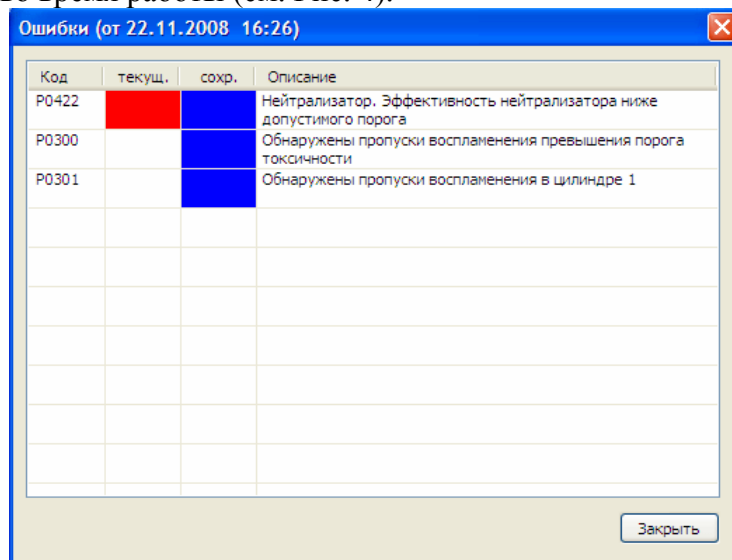 время работы (см. Рис. 4).
Ошибки (от 22.11.2008 16:26)
Код текущ. сохр. Описание
P0422 Нейтрализатор. Эффективность нейтрализатора ниже
допустимого порога
P0300 Обнаружены пропуски воспламенения превышения порога
токсичности
P0301 Обнаружены пропуски воспламенения в цилиндре 1
Закрыть